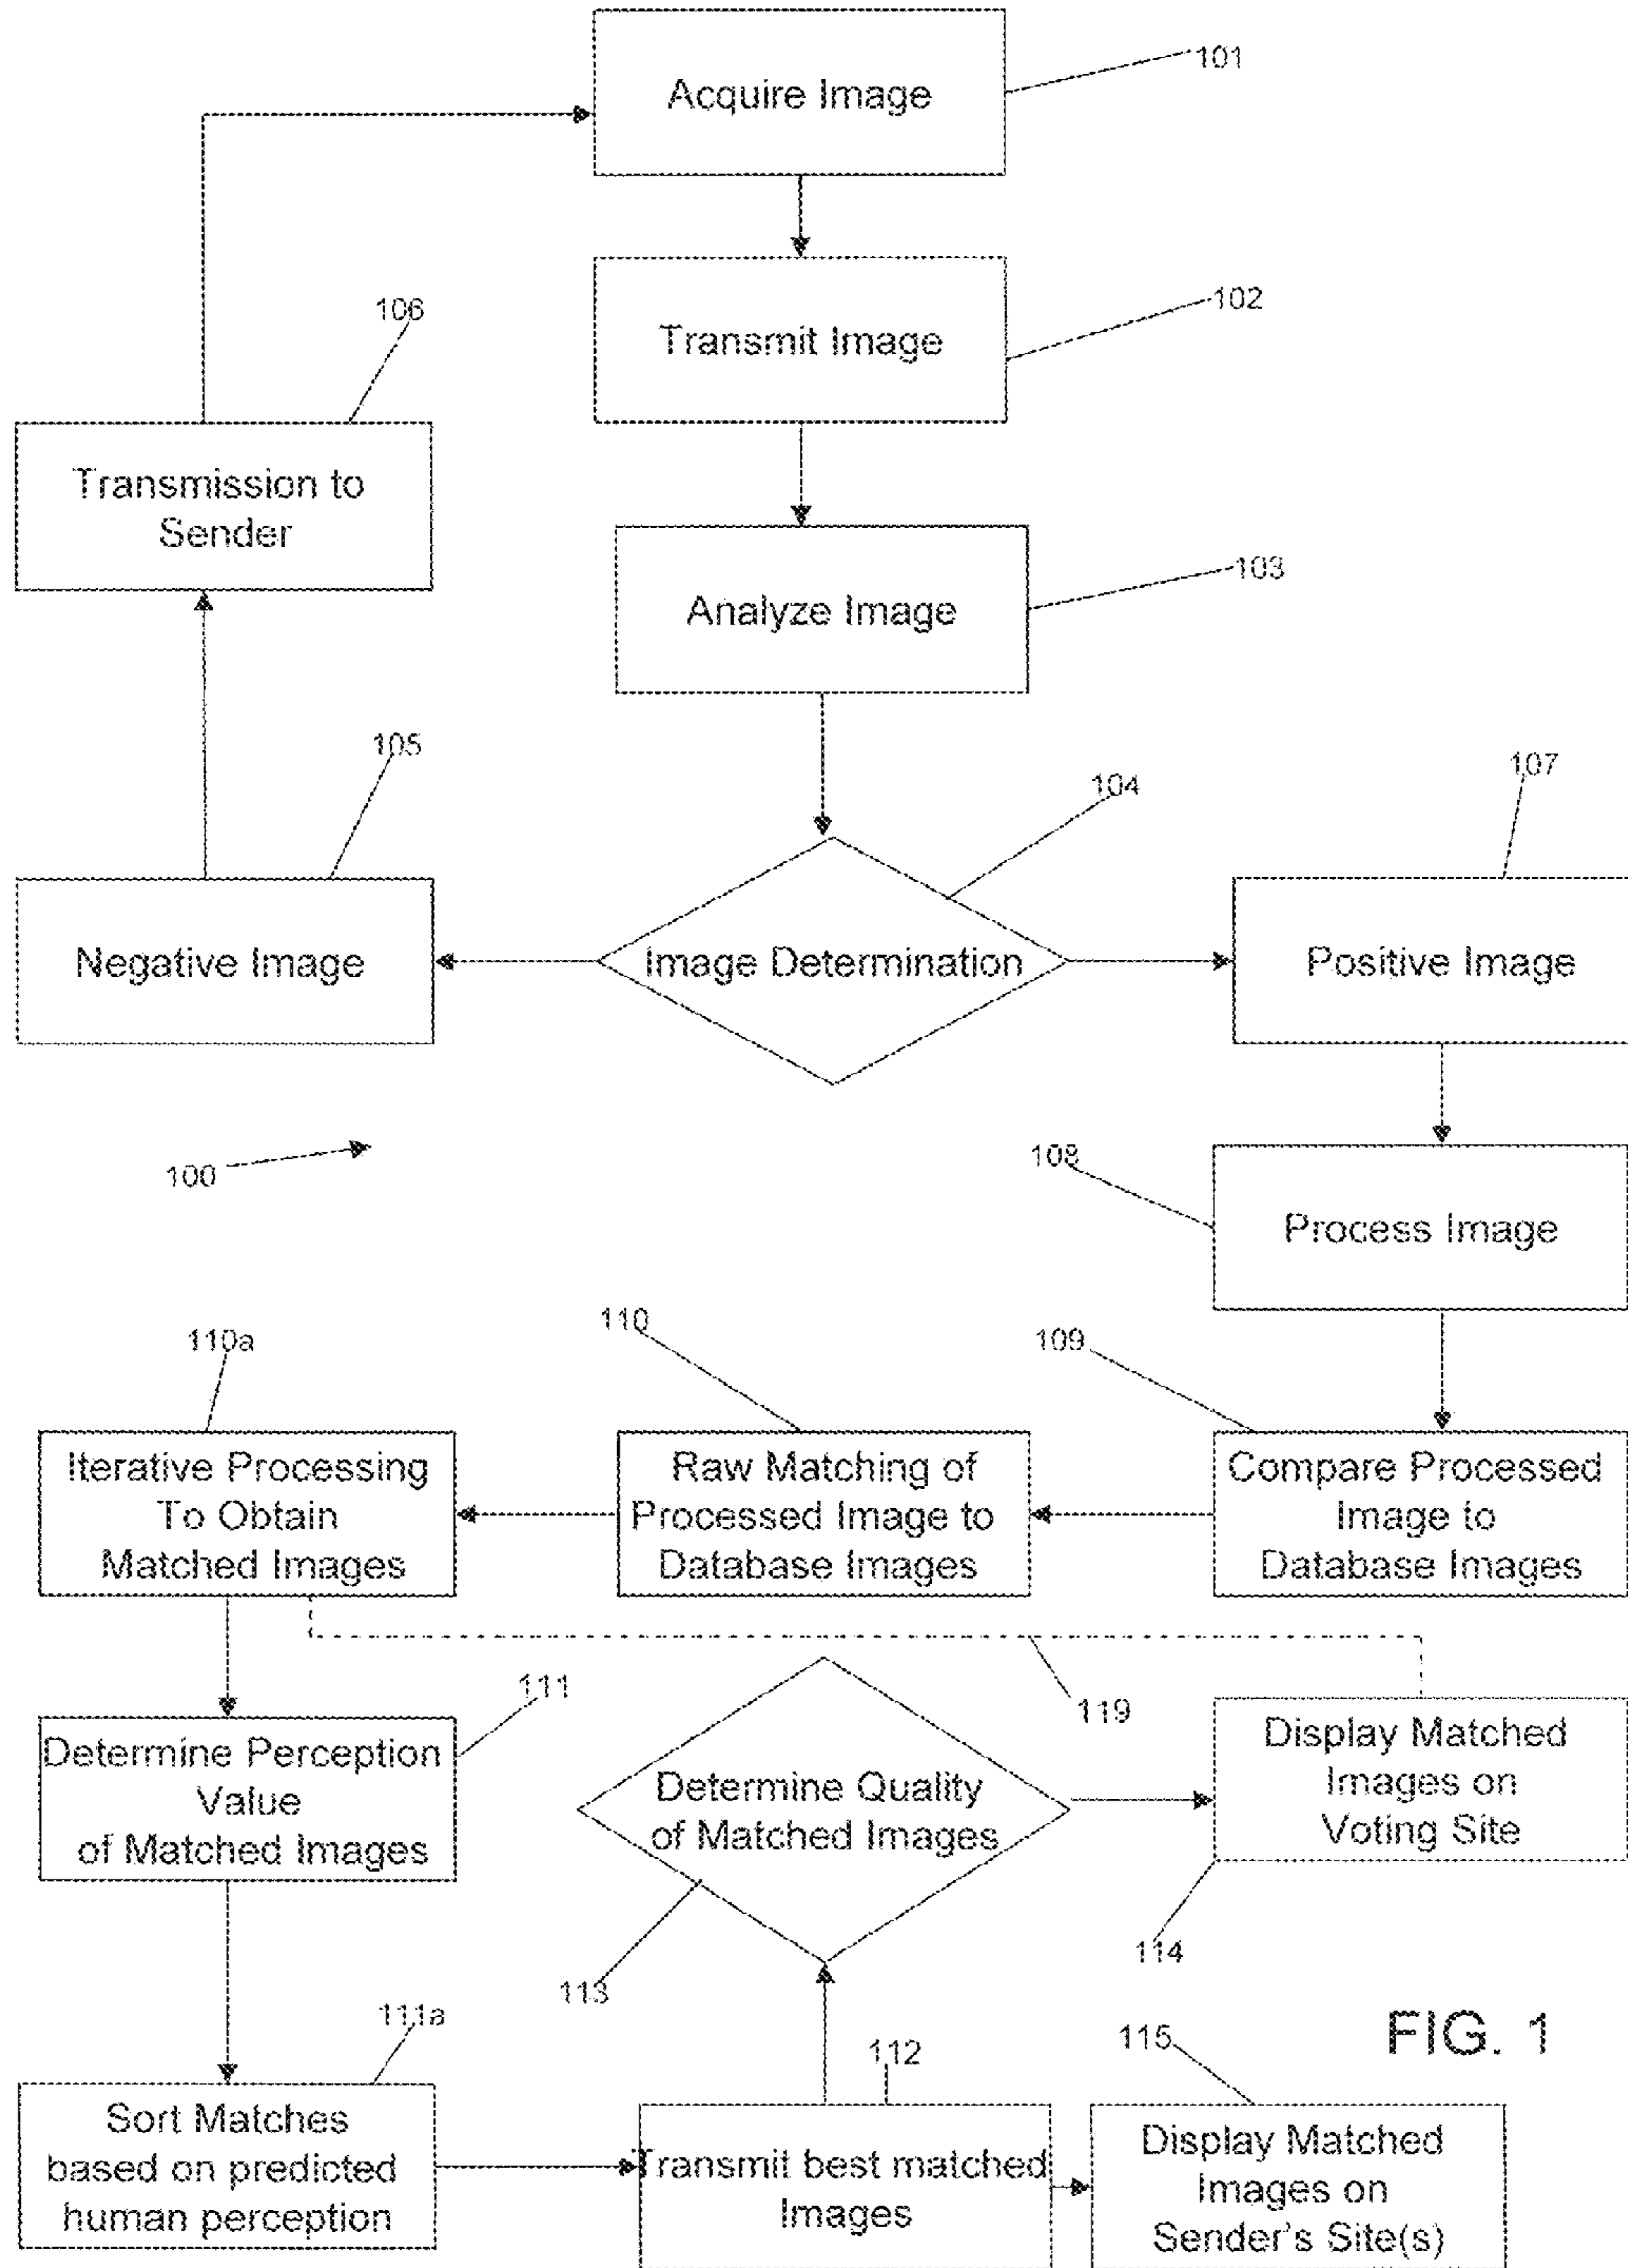 Acquire Image
101
Transmit Image
102
106
Transmission to
Sender
Analyze Image
103
105
104
107
Negative Image
Image Determination
Positive Image
100
108
Process Image
110a
110
109
Iterative Processing
To Obtain
Matched Images
Raw Matching of
Processed Image to
Database Images
Compare Processed
Image to
Database Images
111
119
Determine Perception
Value
of Matched Images
Determine Quality
of Matched Images
Display Matched
Images on
Voting Site
113
114
111a
112
115
FIG. 1
Sort Matches
based on predicted
human perception
Transmit best matched
Images
Display Matched
Images on
Sender's Site(s)